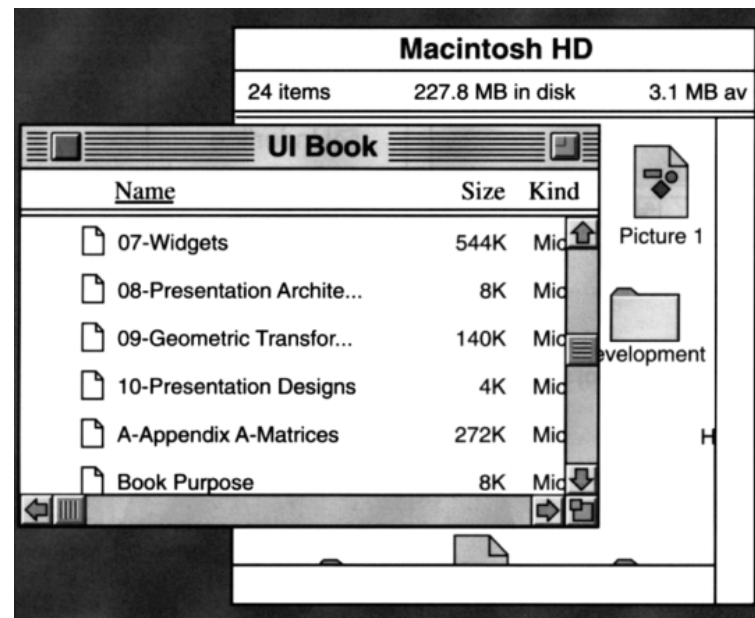 Macintosh HD
24 items 227.8 MB in disk 3.1 MB av
UI Book
Name Size Kind
07-Widgets 544K Mic
08-Presentation Archite... 8K Mic
09-Geometric Transfor... 140K Mic
10-Presentation Designs 4K Mic
A-Appendix A-Matrices 272K Mic
Book Purpose 8K Mic
Picture 1
evelopment
H